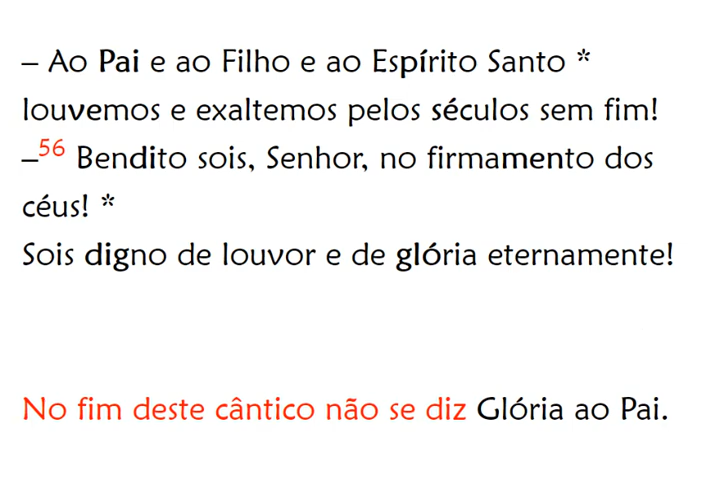 – Ao Pai e ao Filho e ao Espírito Santo *
louvemos e exaltemos pelos séculos sem fim!
–56 Bendito sois, Senhor, no firmamento dos
céus! *
Sois digno de louvor e de glória eternamente!
No fim deste cântico não se diz Glória ao Pai.